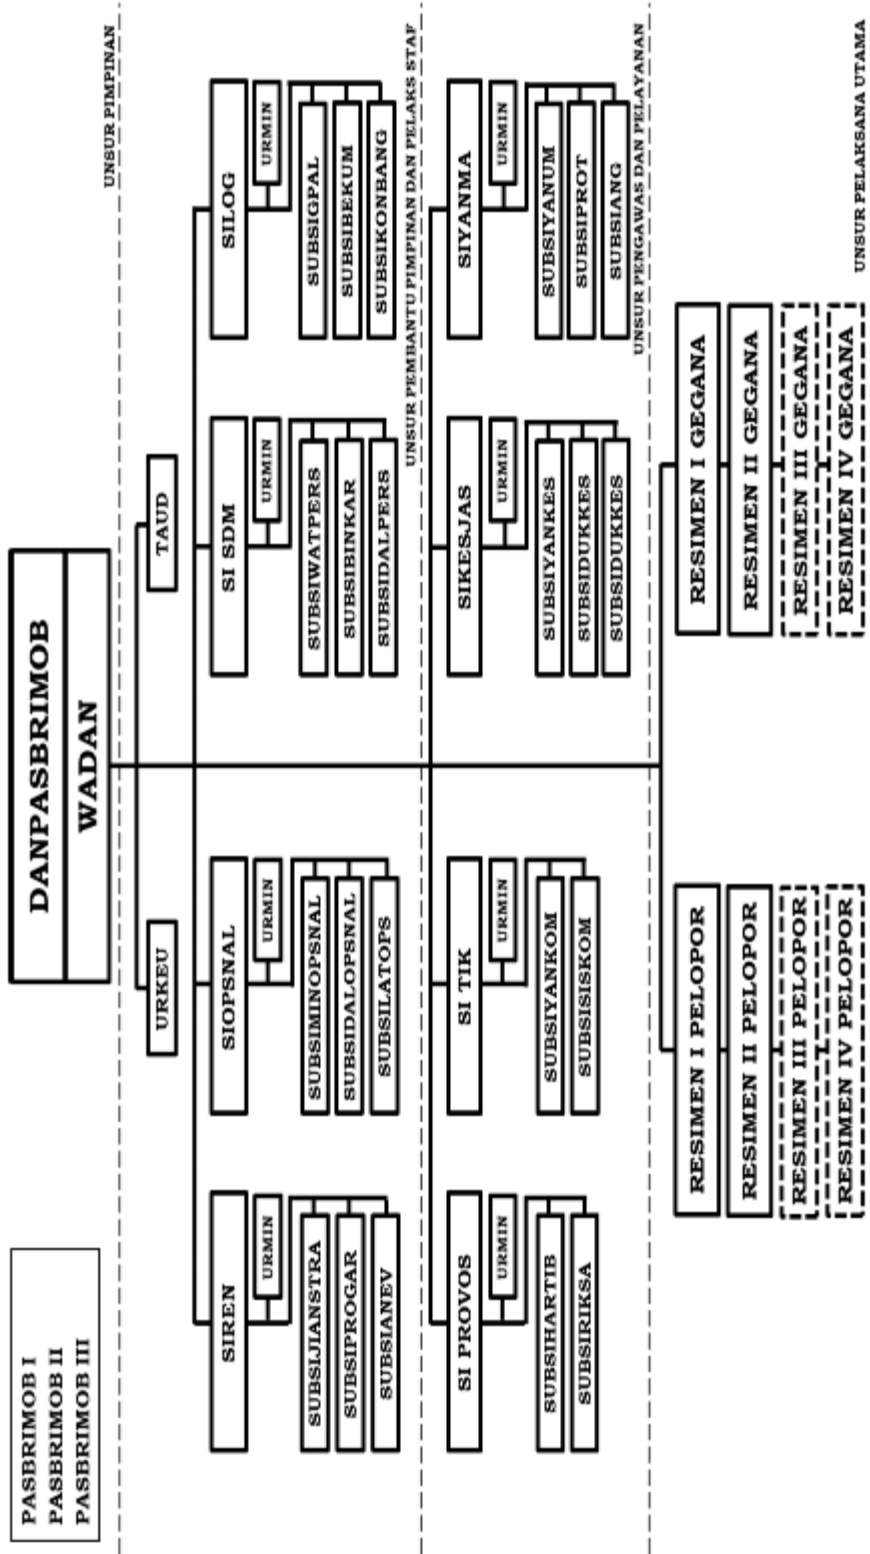 PASBRIMOB I
PASBRIMOB II
PASBRIMOB III
DANPASBRIMOB
WADAN
UNSUR PIMPINAN
URKEU
TAUD
SIREN
URMIN
SUBSIJIANSTRA
SUBSIPROGAR
SUBSIANEV
SIOPSNAL
URMIN
SUBSIMINOPSNAL
SUBSIDALOPSNAL
SUBSILATOPS
SI SDM
URMIN
SUBSIWATPERS
SUBSIBINKAR
SUBSIDALPERS
SILOG
URMIN
SUBSIGPAL
SUBSIBEKUM
SUBSIKONBANG
UNSUR PEMBANTU PIMPINAN DAN PELAKS STAF
SI PROVOS
URMIN
SUBSIHARTIB
SUBSIRIKSA
SI TIK
URMIN
SUBSIYANKOM
SUBSISISKOM
SIKESJAS
URMIN
SUBSIYANKES
SUBSIDUKKES
SUBSIDUKKES
SIYANMA
URMIN
SUBSIYANUM
SUBSIPROT
SUBSIANG
UNSUR PENGAWAS DAN PELAYANAN
RESIMEN I PELOPOR
RESIMEN II PELOPOR
RESIMEN III PELOPOR
RESIMEN IV PELOPOR
RESIMEN I GEGANA
RESIMEN II GEGANA
RESIMEN III GEGANA
RESIMEN IV GEGANA
UNSUR PELAKSANA UTAMA